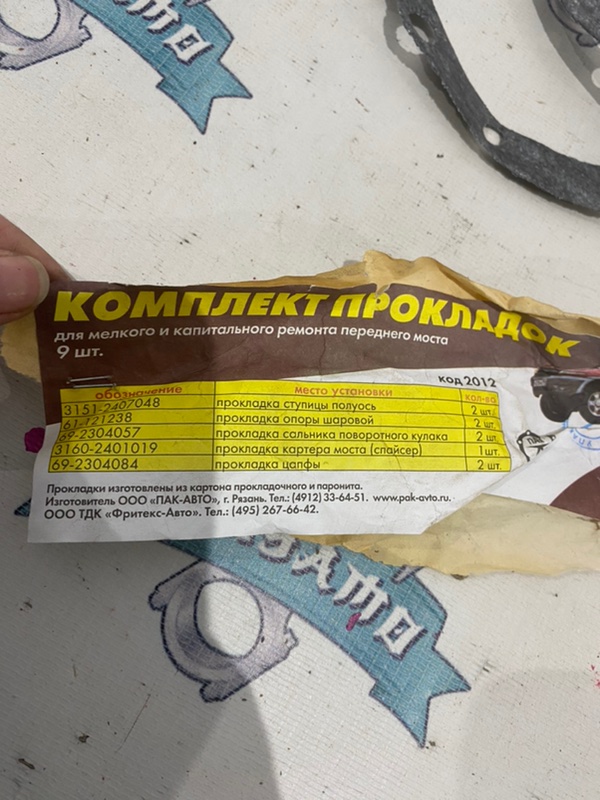 КОМПЛЕКТ ПРОКЛАДОК
для мелкого и капитального ремонта переднего моста
9 шт.
код 2012
обозначение место установки кол-во
3151-2407048 прокладка ступицы полуось 2 шт.
61-121238 прокладка опоры шаровой 2 шт.
69-2304057 прокладка сальника поворотного кулака 2 шт.
3160-2401019 прокладка картера моста (спайсер) 1 шт.
69-2304084 прокладка цапфы 2 шт.
Прокладки изготовлены из картона прокладочного и паронита.
Изготовитель ООО «ПАК-АВТО», г. Рязань. Тел.: (4912) 33-64-51. www.pak-avto.ru.
ООО ТДК «Фритекс-Авто». Тел.: (495) 267-66-42.